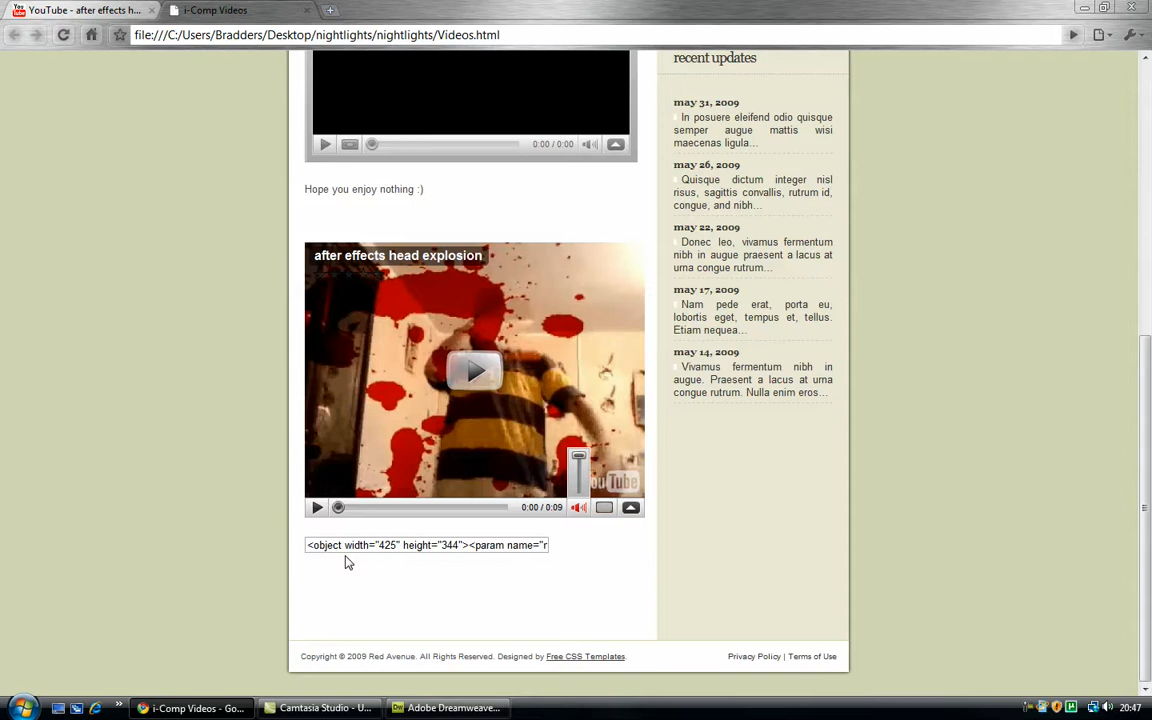 YouTube - after effects h...
i-Comp Videos
file:///C:/Users/Bradders/Desktop/nightlights/nightlights/Videos.html
0:00 / 0:00
Hope you enjoy nothing :)
after effects head explosion
YouTube
0:00 / 0:09
<object width="425" height="344"><param name="r
recent updates
may 31, 2009
In posuere eleifend odio quisque
semper augue mattis wisi
maecenas ligula...
may 26, 2009
Quisque dictum integer nisl
risus, sagittis convallis, rutrum id,
congue, and nibh...
may 22, 2009
Donec leo, vivamus fermentum
nibh in augue praesent a lacus at
urna congue rutrum...
may 17, 2009
Nam pede erat, porta eu,
lobortis eget, tempus et, tellus.
Etiam nequea...
may 14, 2009
Vivamus fermentum nibh in
augue. Praesent a lacus at urna
congue rutrum. Nulla enim eros...
Copyright © 2009 Red Avenue. All Rights Reserved. Designed by Free CSS Templates.
Privacy Policy | Terms of Use
i-Comp Videos - Go...
Camtasia Studio - U...
Adobe Dreamweave...
20:47